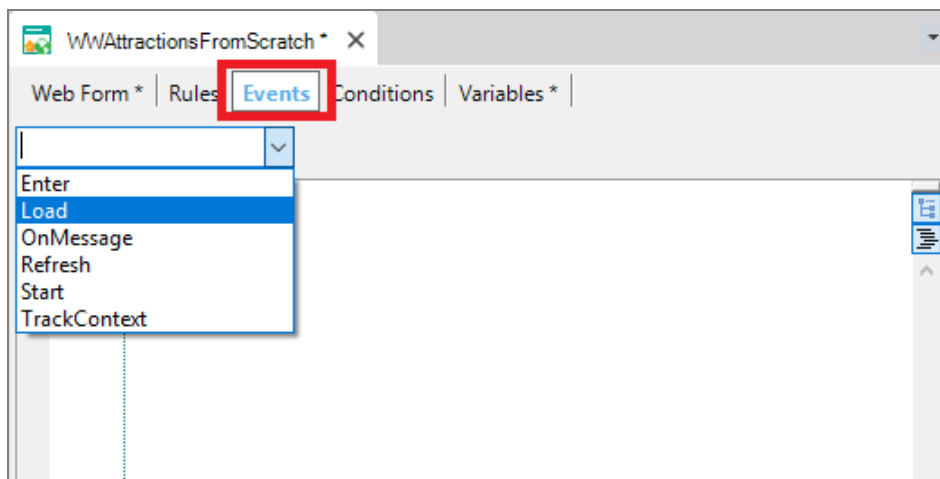 WWAttractionsFromScratch *
Web Form * Rules Events Conditions Variables *
Enter
Load
OnMessage
Refresh
Start
TrackContext